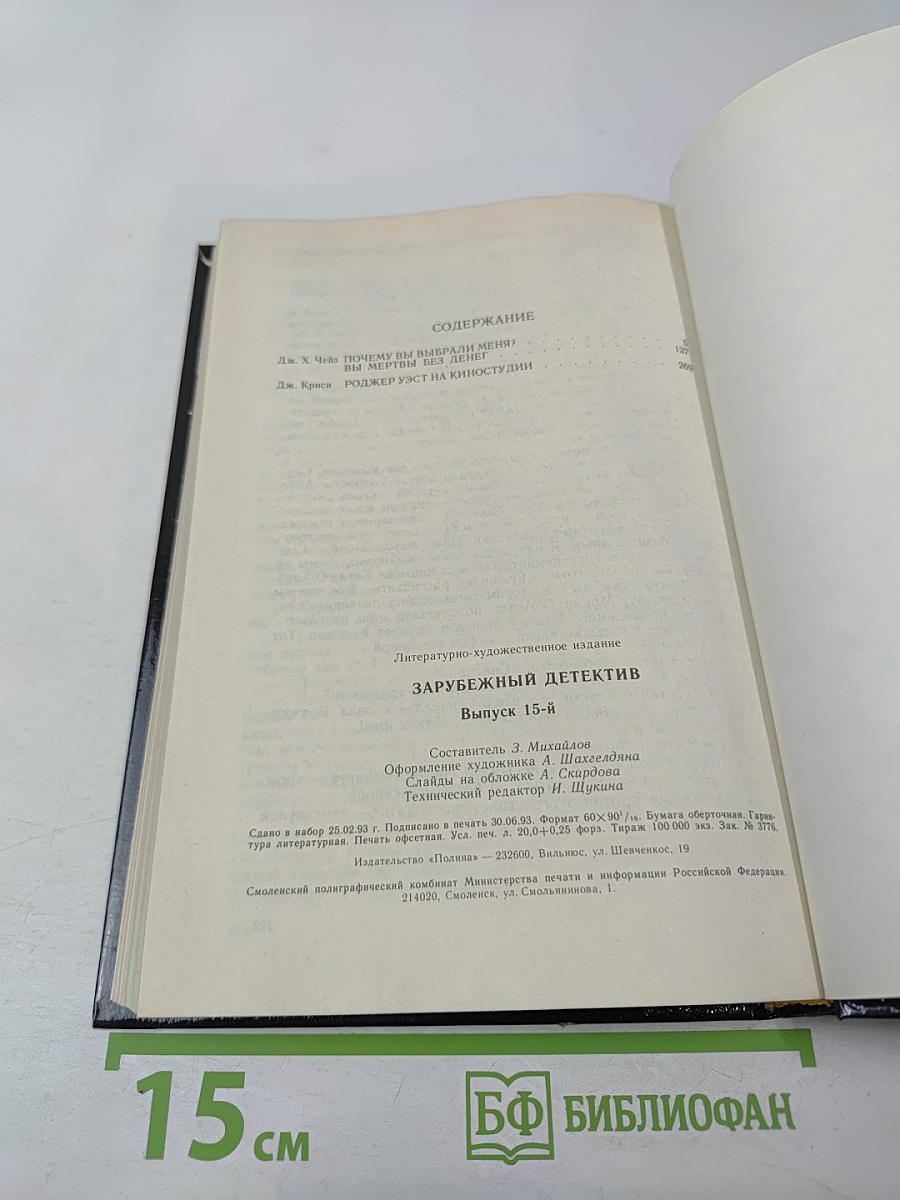 СОДЕРЖАНИЕ
Дж. Х. Чейз ПОЧЕМУ ВЫ ВЫБРАЛИ МЕНЯ? . . . . . . . . . 5
ВЫ МЕРТВЫ БЕЗ ДЕНЕГ . . . . . . . . . . 137
Дж. Криси РОДЖЕР УЭСТ НА КИНОСТУДИИ . . . . . . . . 269
Литературно-художественное издание
ЗАРУБЕЖНЫЙ ДЕТЕКТИВ
Выпуск 15-й
Составитель З. Михайлов
Оформление художника А. Шахгелдяна
Слайды на обложке А. Скирдова
Технический редактор И. Щукина
Сдано в набор 25.02.93 г. Подписано в печать 30.06.93. Формат 60×90¹/₁₆. Бумага оберточная. Гарни-
тура литературная. Печать офсетная. Усл. печ. л. 20,0+0,25 форз. Тираж 100 000 экз. Зак. № 3776.
Издательство «Полина» — 232600, Вильнюс, ул. Шевченкос, 19
Смоленский полиграфический комбинат Министерства печати и информации Российской Федерации.
214020, Смоленск, ул. Смольянинова, 1.
15 см
БФ БИБЛИОФАН